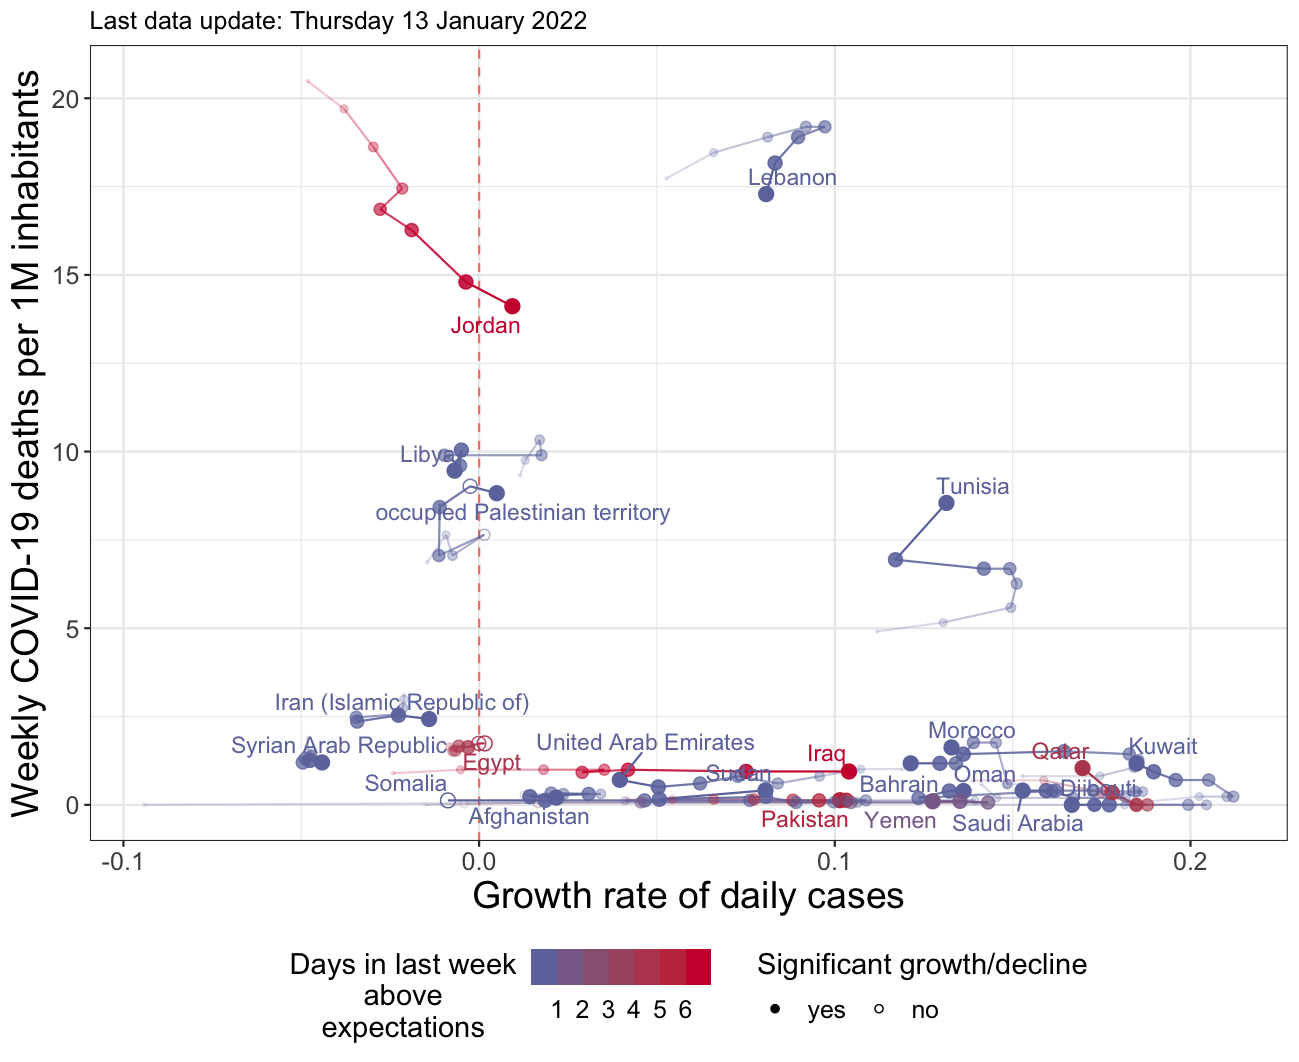 Last data update: Thursday 13 January 2022
Weekly COVID-19 deaths per 1M inhabitants
20
15
10
5
0
Lebanon
Jordan
Libya
occupied Palestinian territory
Tunisia
Iran (Islamic Republic of)
Syrian Arab Republic
Egypt
United Arab Emirates
Morocco
Iraq
Qatar
Kuwait
Somalia
Sudan
Bahrain
Oman
Djibouti
Afghanistan
Pakistan
Yemen
Saudi Arabia
-0.1
0.0
0.1
0.2
Growth rate of daily cases
Days in last week
above
expectations
1 2 3 4 5 6
Significant growth/decline
yes
no